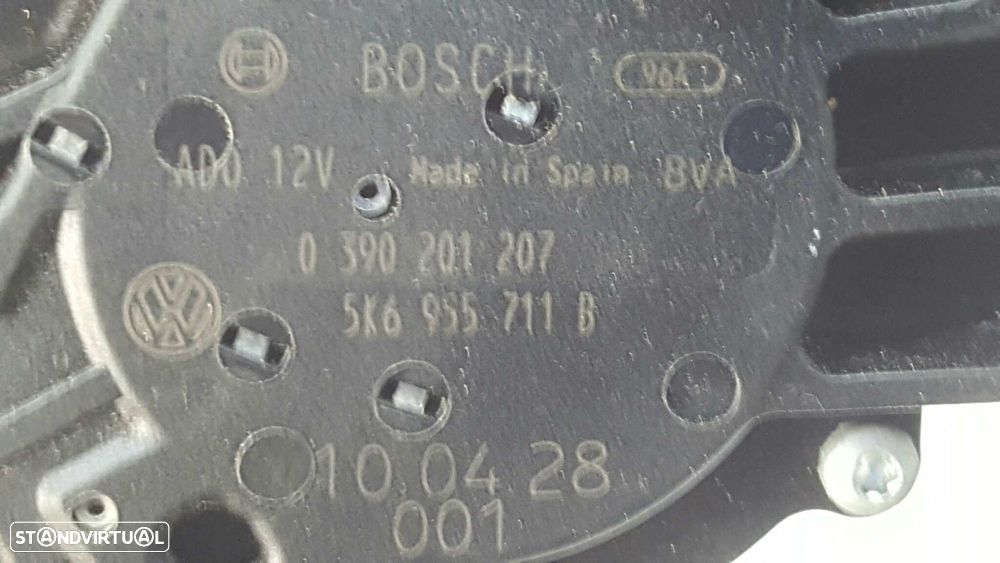 BOSCH 964
AD0 12V Made in Spain BVA
0 390 201 207
5K6 955 711 B
10.04.28
001
STANDVIRTUAL